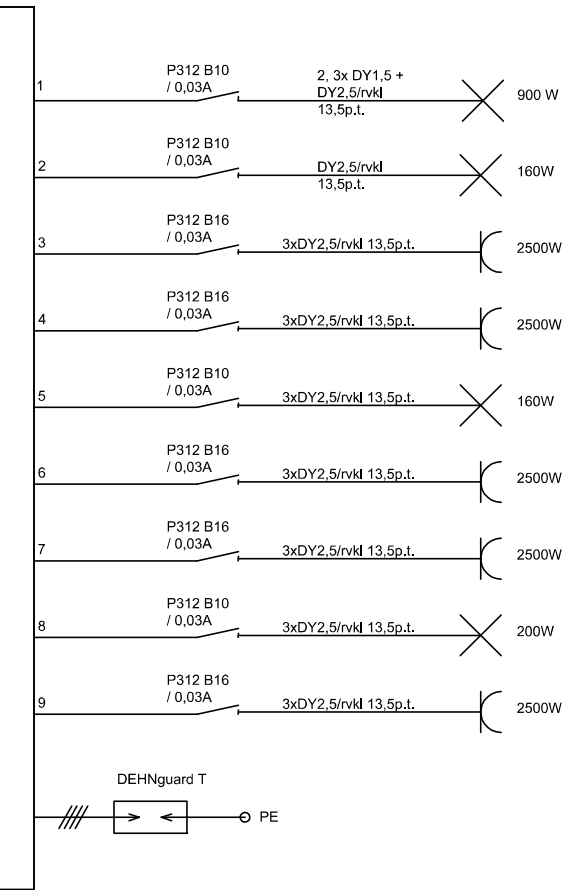 P312 B10
/ 0,03A
2, 3x DY1,5 +
DY2,5/rvkl
13,5p.t.
1
900 W
P312 B10
/ 0,03A
DY2,5/rvkl
13,5p.t.
2
160W
P312 B16
/ 0,03A
3
3xDY2,5/rvkl 13,5p.t.
2500W
P312 B16
/ 0,03A
4
3xDY2,5/rvkl 13,5p.t.
2500W
P312 B10
/ 0,03A
5
3xDY2,5/rvkl 13,5p.t.
160W
P312 B16
/ 0,03A
6
3xDY2,5/rvkl 13,5p.t.
2500W
P312 B16
/ 0,03A
7
3xDY2,5/rvkl 13,5p.t.
2500W
P312 B10
/ 0,03A
8
3xDY2,5/rvkl 13,5p.t.
200W
P312 B16
/ 0,03A
9
3xDY2,5/rvkl 13,5p.t.
2500W
DEHNguard T
PE